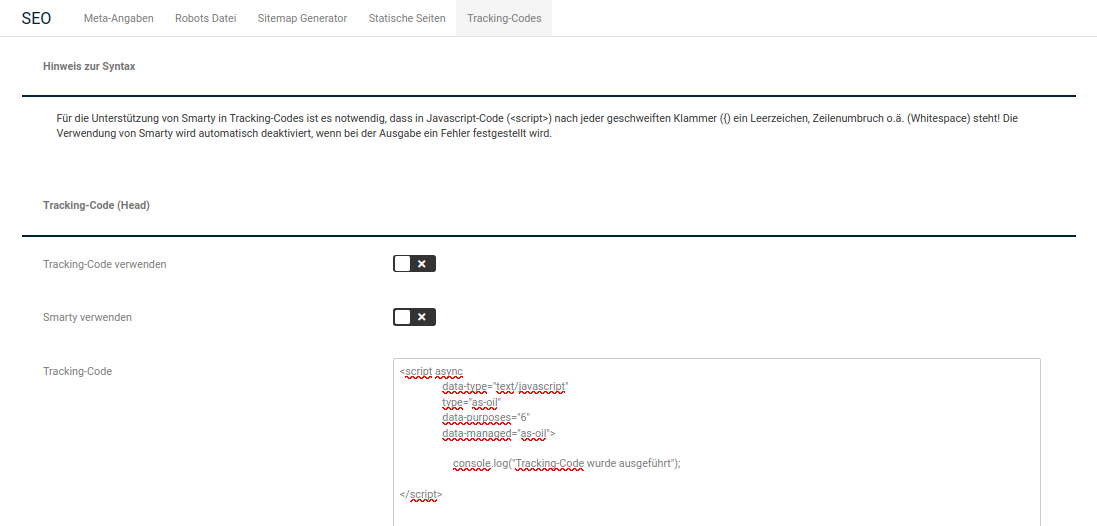 SEO Meta-Angaben Robots Datei Sitemap Generator Statische Seiten Tracking-Codes
Hinweis zur Syntax
Für die Unterstützung von Smarty in Tracking-Codes ist es notwendig, dass in Javascript-Code (<script>) nach jeder geschweiften Klammer ({) ein Leerzeichen, Zeilenumbruch o.ä. (Whitespace) steht! Die
Verwendung von Smarty wird automatisch deaktiviert, wenn bei der Ausgabe ein Fehler festgestellt wird.
Tracking-Code (Head)
Tracking-Code verwenden
Smarty verwenden
Tracking-Code
<script async
data-type="text/javascript"
type="as-oil"
data-purposes="6"
data-managed="as-oil">
console.log("Tracking-Code wurde ausgeführt");
</script>